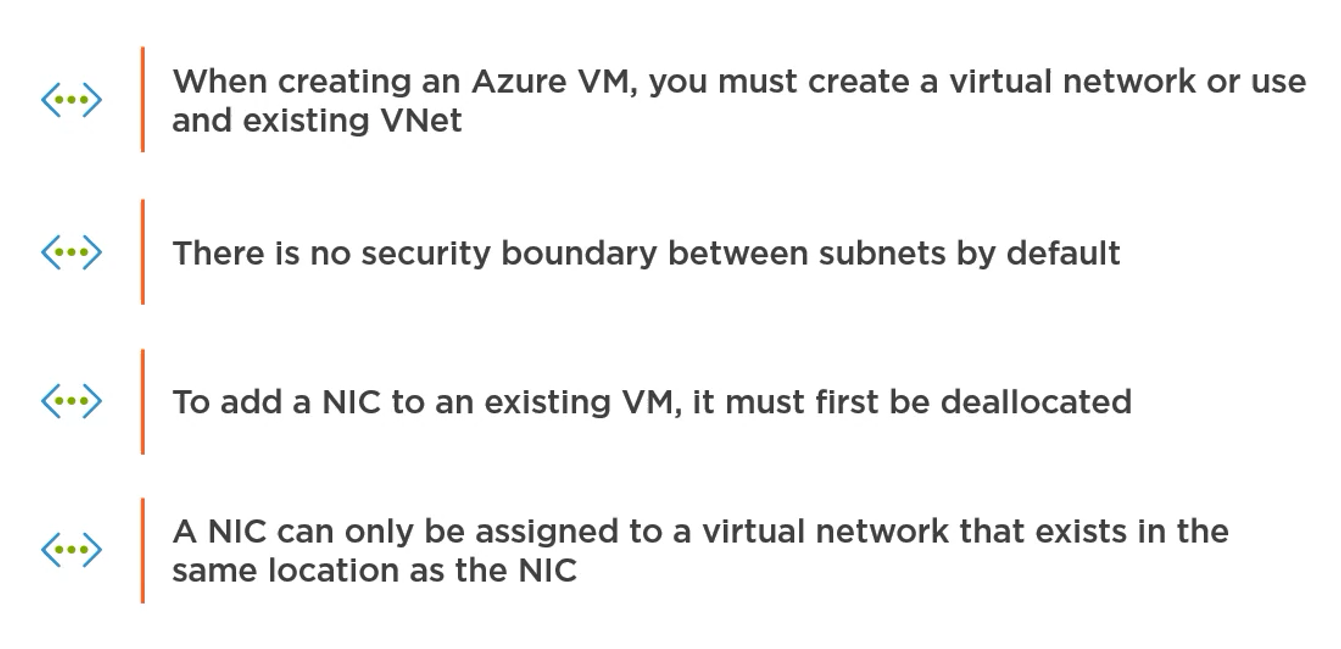 When creating an Azure VM, you must create a virtual network or use
and existing VNet
There is no security boundary between subnets by default
To add a NIC to an existing VM, it must first be deallocated
A NIC can only be assigned to a virtual network that exists in the
same location as the NIC